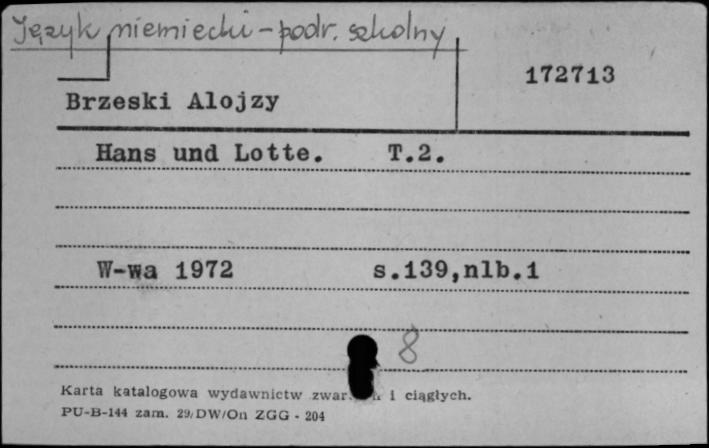 Język niemiecki - podr. szkolny
172713
Brzeski Alojzy
Hans und Lotte. T.2.
W-wa 1972 s.139,nlb.1
8
Karta katalogowa wydawnictw i ciągłych.
PU-B-144 zam. 29/DW/On ZGG - 204